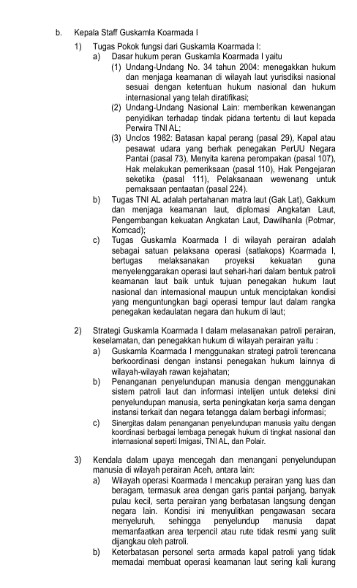 b. Kepala Staff Guskamla Koarmada I
1) Tugas Pokok fungsi dari Guskamla Koarmada I:
a) Dasar hukum peran Guskamla Koarmada I yaitu
(1) Undang-Undang No. 34 tahun 2004: menegakkan hukum
dan menjaga keamanan di wilayah laut yurisdiksi nasional
sesuai dengan ketentuan hukum nasional dan hukum
internasional yang telah diratifikasi;
(2) Undang-Undang Nasional Lain: memberikan kewenangan
penyidikan terhadap tindak pidana tertentu di laut kepada
Perwira TNI AL;
(3) Unclos 1982: Batasan kapal perang (pasal 29), Kapal atau
pesawat udara yang berhak penegakan PerUU Negara
Pantai (pasal 73), Menyita karena perompakan (pasal 107),
Hak melakukan pemeriksaan (pasal 110), Hak Pengejaran
seketika (pasal 111), Pelaksanaan wewenang untuk
pemaksaan pentaatan (pasal 224).
b) Tugas TNI AL adalah pertahanan matra laut (Gak Lat), Gakkum
dan menjaga keamanan laut, diplomasi Angkatan Laut,
Pengembangan kekuatan Angkatan Laut, Dawilhanla (Potmar,
Komcad);
c) Tugas Guskamla Koarmada I di wilayah perairan adalah
sebagai satuan pelaksana operasi (satlakops) Koarmada I,
bertugas melaksanakan proyeksi kekuatan guna
menyelenggarakan operasi laut sehari-hari dalam bentuk patroli
keamanan laut baik untuk tujuan penegakan hukum laut
nasional dan internasional maupun untuk menciptakan kondisi
yang menguntungkan bagi operasi tempur laut dalam rangka
penegakan kedaulatan negara dan hukum di laut;
2) Strategi Guskamla Koarmada I dalam melasanakan patroli perairan,
keselamatan, dan penegakkan hukum di wilayah perairan yaitu :
a) Guskamla Koarmada I menggunakan strategi patroli terencana
berkoordinasi dengan instansi penegakan hukum lainnya di
wilayah-wilayah rawan kejahatan;
b) Penanganan penyelundupan manusia dengan menggunakan
sistem patroli laut dan informasi intelijen untuk deteksi dini
penyelundupan manusia, serta peningkatan kerja sama dengan
instansi terkait dan negara tetangga dalam berbagi informasi;
c) Sinergitas dalam penanganan penyelundupan manusia yaitu dengan
koordinasi berbagai lembaga penegak hukum di tingkat nasional dan
internasional seperti Imigasi, TNI AL, dan Polair.
3) Kendala dalam upaya mencegah dan menangani penyelundupan
manusia di wilayah perairan Aceh, antara lain:
a) Wilayah operasi Koarmada I mencakup perairan yang luas dan
beragam, termasuk area dengan garis pantai panjang, banyak
pulau kecil, serta perairan yang berbatasan langsung dengan
negara lain. Kondisi ini menyulitkan pengawasan secara
menyeluruh, sehingga penyelundup manusia dapat
memanfaatkan area terpencil atau rute tidak resmi yang sulit
dijangkau oleh patroli.
b) Keterbatasan personel serta armada kapal patroli yang tidak
memadai membuat operasi keamanan laut sering kali kurang